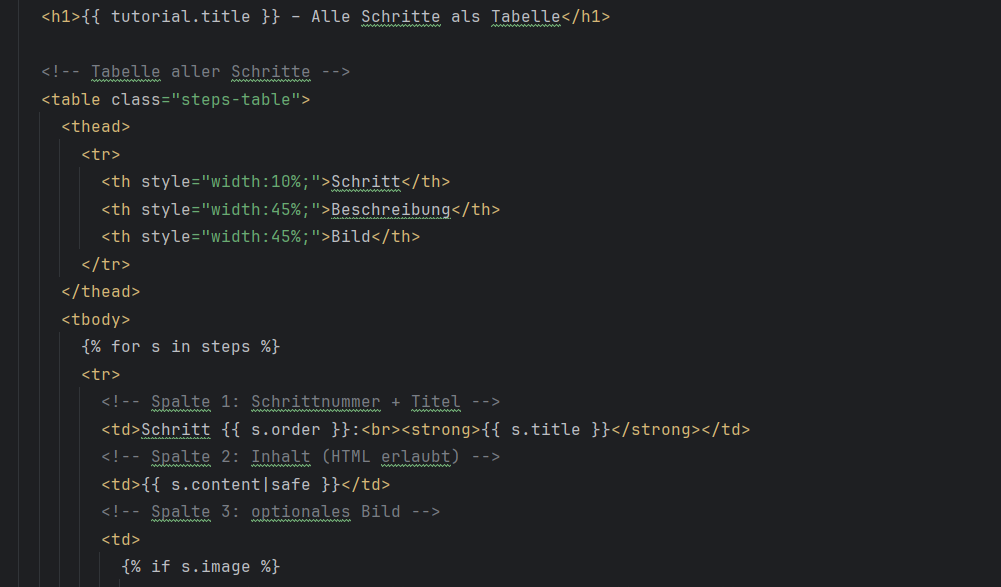 <h1>{{ tutorial.title }} – Alle Schritte als Tabelle</h1>
<!-- Tabelle aller Schritte -->
<table class="steps-table">
<thead>
<tr>
<th style="width:10%;">Schritt</th>
<th style="width:45%;">Beschreibung</th>
<th style="width:45%;">Bild</th>
</tr>
</thead>
<tbody>
{% for s in steps %}
<tr>
<!-- Spalte 1: Schrittnummer + Titel -->
<td>Schritt {{ s.order }}:<br><strong>{{ s.title }}</strong></td>
<!-- Spalte 2: Inhalt (HTML erlaubt) -->
<td>{{ s.content|safe }}</td>
<!-- Spalte 3: optionales Bild -->
<td>
{% if s.image %}